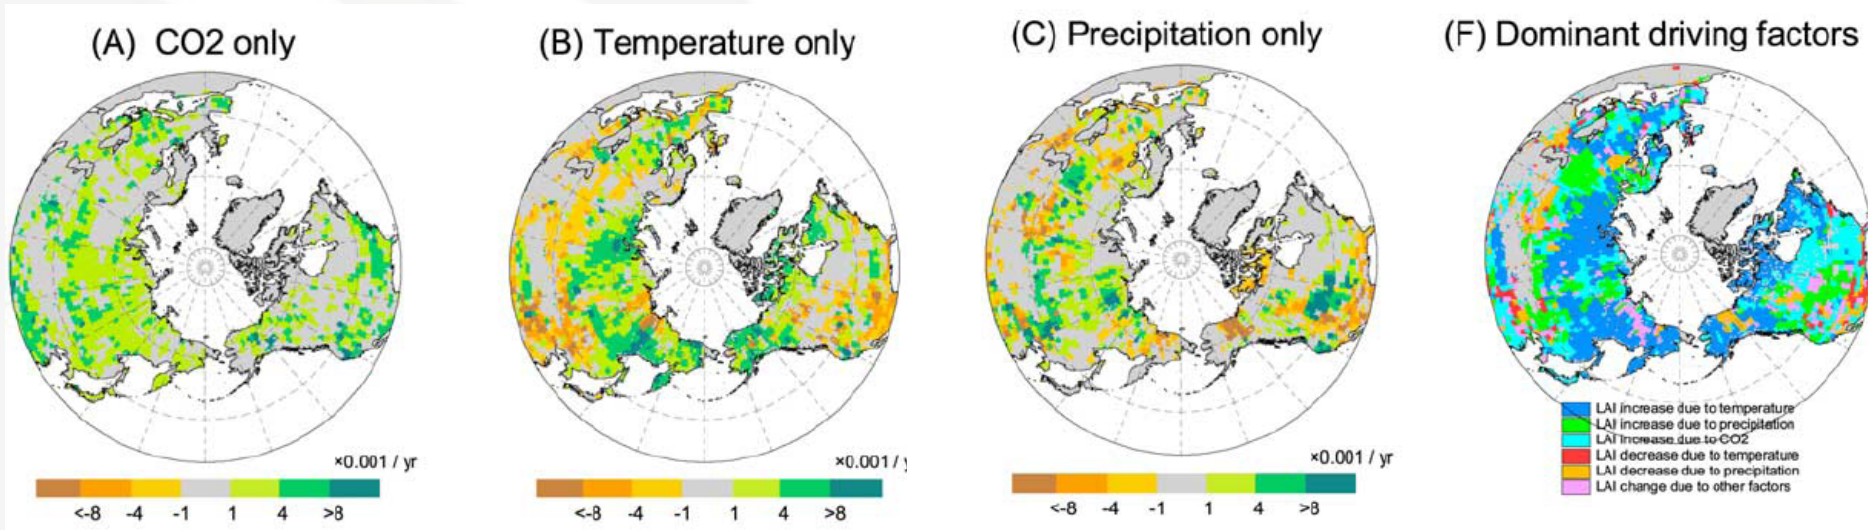 (A) CO2 only
(B) Temperature only
(C) Precipitation only
(F) Dominant driving factors
×0.001 / yr
<-8 -4 -1 1 4 >8
×0.001 / y
<-8 -4 -1 1 4 >8
×0.001 / yr
<-8 -4 -1 1 4 >8
LAI increase due to temperature
LAI increase due to precipitation
LAI increase due to CO2
LAI decrease due to temperature
LAI decrease due to precipitation
LAI change due to other factors